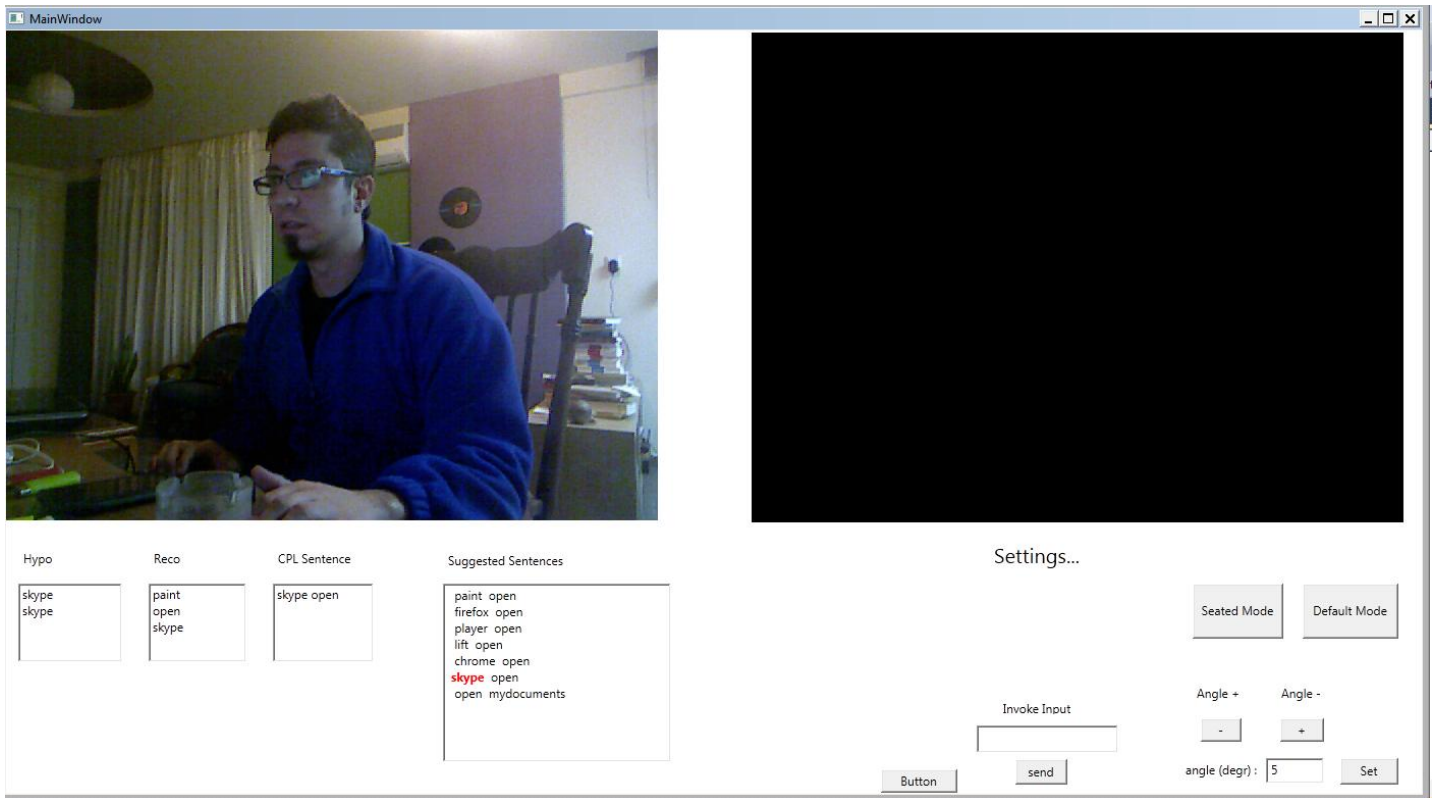 MainWindow
Hypo
Reco
CPL Sentence
Suggested Sentences
Settings...
skype
skype
paint
open
skype
skype open
paint open
firefox open
player open
lift open
chrome open
skype open
open mydocuments
Seated Mode
Default Mode
Angle +
Angle -
-
+
Invoke Input
send
Button
angle (degr) :
5
Set